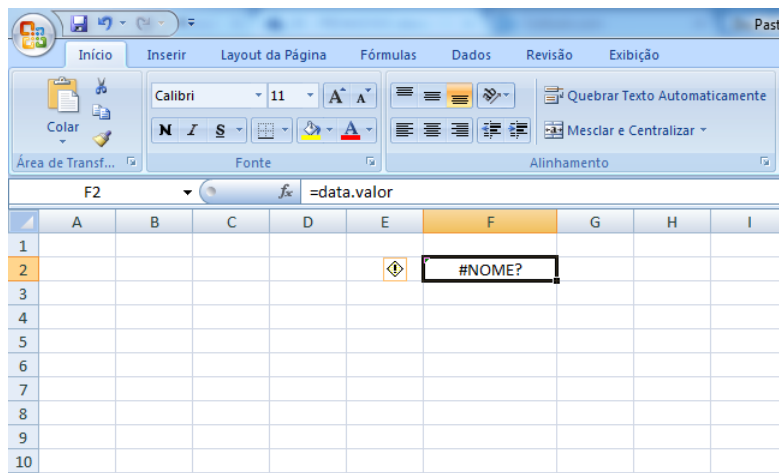 Past
Início Inserir Layout da Página Fórmulas Dados Revisão Exibição
Colar
Calibri 11 A A
N I S A
Quebrar Texto Automaticamente
Mesclar e Centralizar
Área de Transf... Fonte Alinhamento
F2 fx =data.valor
A B C D E F G H I
1
2 #NOME?
3
4
5
6
7
8
9
10